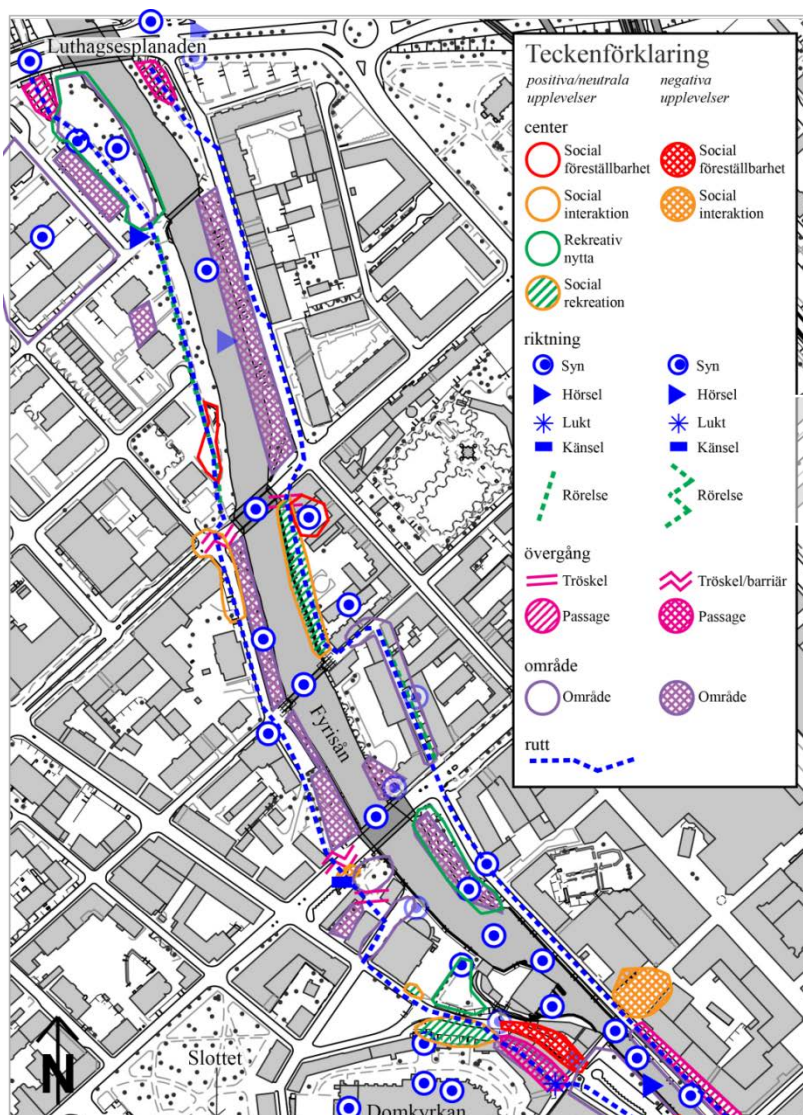 Luthagsesplanaden
Teckenförklaring
positiva/neutrala
upplevelser
negativa
upplevelser
center
Social
föreställbarhet
Social
föreställbarhet
Social
interaktion
Social
interaktion
Rekreativ
nytta
Social
rekreation
riktning
Syn
Syn
Hörsel
Hörsel
Lukt
Lukt
Känsel
Känsel
Rörelse
Rörelse
övergång
Tröskel
Tröskel/barriär
Passage
Passage
område
Område
Område
rutt
Fyrisån
N
Slottet
Domkyrkan